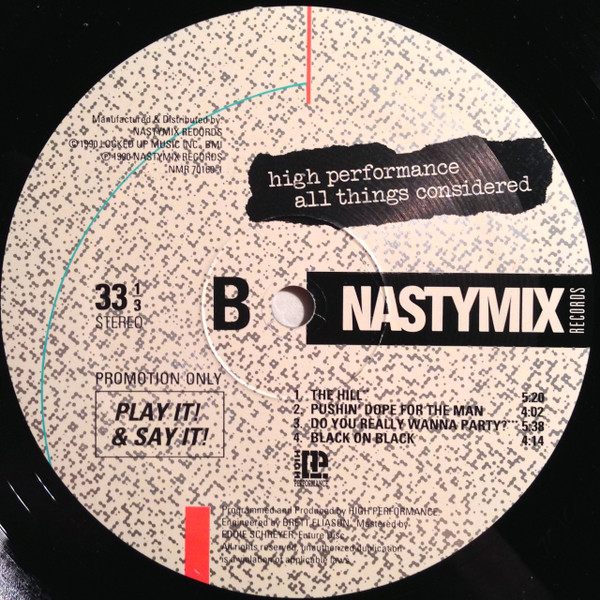 Manufactured & Distributed by:
NASTYMIX RECORDS
© 1990 LOCKED UP MUSIC INC. BMI
℗ 1990 NASTYMIX RECORDS
NMR
high performance
all things considered
33 1/3
STEREO
B
NASTYMIX RECORDS
PROMOTION ONLY
PLAY IT!
& SAY IT!
1. THE HILL 5:20
2. PUSHIN' DOPE FOR THE MAN 4:02
3. DO YOU REALLY WANNA PARTY? 5:38
4. BLACK ON BLACK 4:14
HIGH
PERFORMANCE
Programmed and Produced by HIGH PERFORMANCE
Engineered by BRETT ELIASON, Mastered by
EDDIE SCHREYER, Future Disc.
All rights reserved, unauthorized duplication
is a violation of applicable laws.